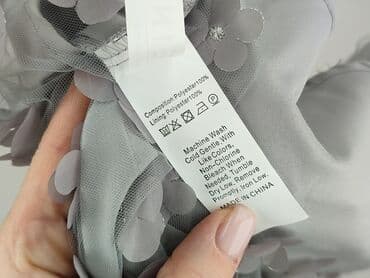 Composition:Polyester100%
Lining:Polyester100%
Machine Wash
Cold Gentle,With
Like Colors,
Non-Chlorine
Bleach When
Needed, Tumble
Dry Low, Remove
Promptly, Iron Low,
MADE IN CHINA